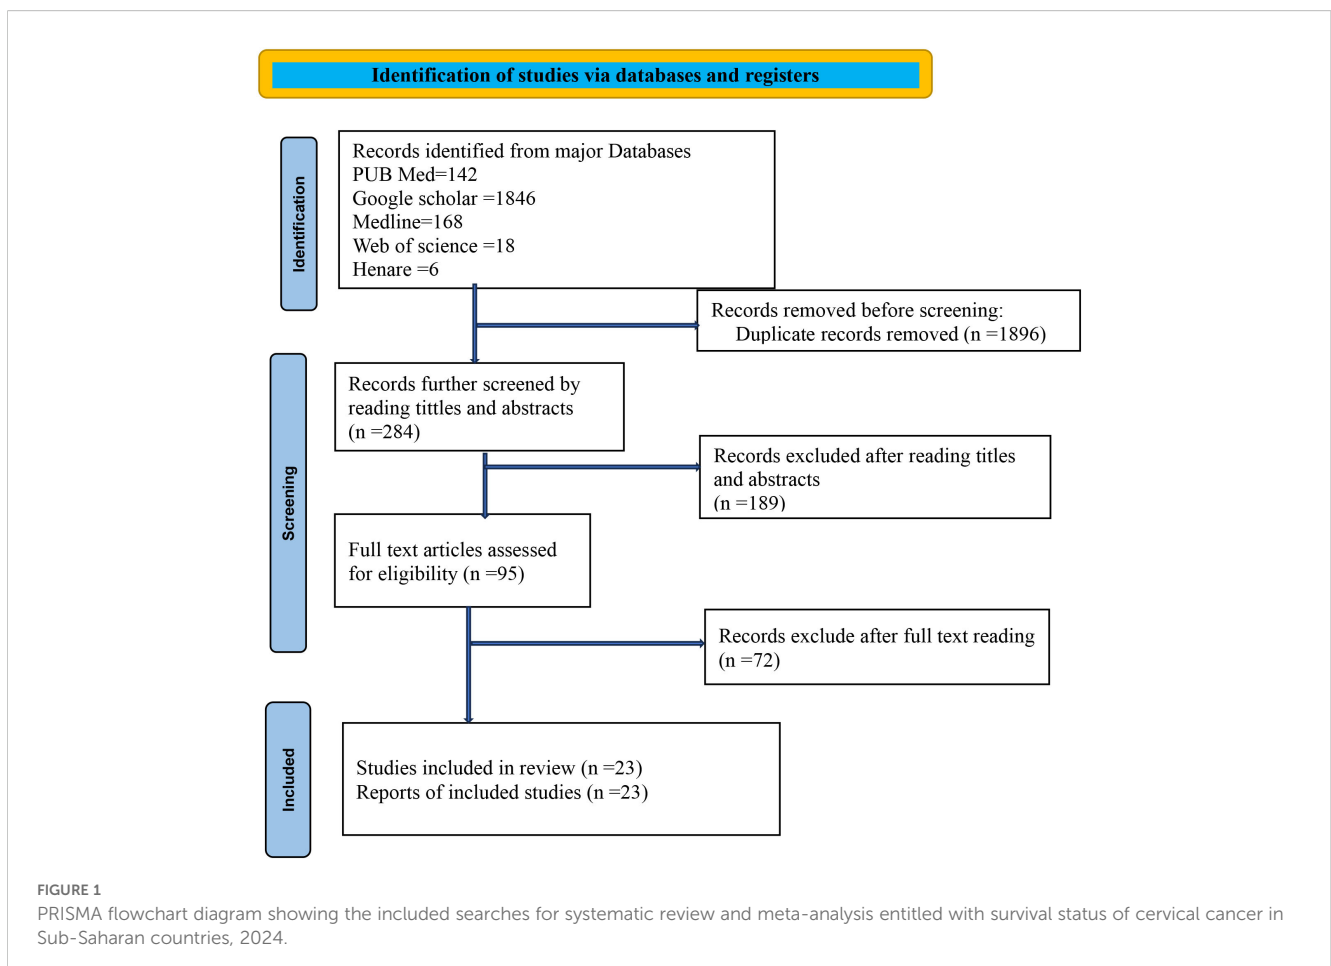 Identification of studies via databases and registers
Identification
Records identified from major Databases
PUB Med=142
Google scholar =1846
Medline=168
Web of science =18
Henare =6
Records removed before screening:
Duplicate records removed (n =1896)
Screening
Records further screened by
reading tittles and abstracts
(n =284)
Records excluded after reading titles
and abstracts
(n =189)
Full text articles assessed
for eligibility (n =95)
Records exclude after full text reading
(n =72)
Included
Studies included in review (n =23)
Reports of included studies (n =23)
FIGURE 1
PRISMA flowchart diagram showing the included searches for systematic review and meta-analysis entitled with survival status of cervical cancer in
Sub-Saharan countries, 2024.